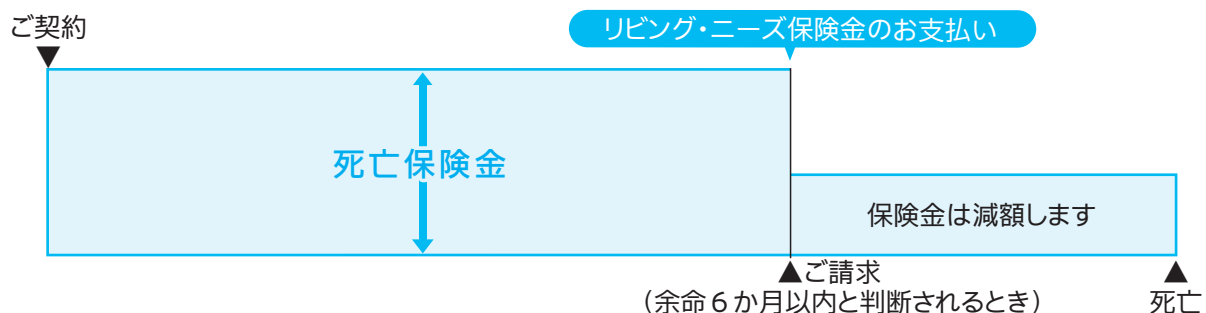 ご契約
▼
リビング・ニーズ保険金のお支払い
死亡保険金
保険金は減額します
▲ご請求
（余命6か月以内と判断されるとき）
▲
死亡